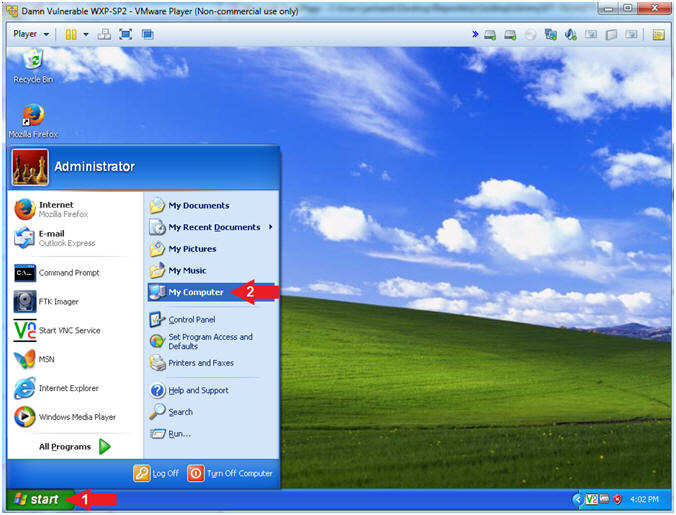 Damn Vulnerable WXP-SP2 - VMware Player (Non-commercial use only)
Player
Recycle Bin
Mozilla Firefox
Administrator
Internet
Mozilla Firefox
E-mail
Outlook Express
C:\...
Command Prompt
FTK Imager
Start VNC Service
MSN
Internet Explorer
Windows Media Player
All Programs
My Documents
My Recent Documents
My Pictures
My Music
My Computer
2
Control Panel
Set Program Access and
Defaults
Printers and Faxes
Help and Support
Search
Run...
Log Off
Turn Off Computer
start
1
4:02 PM